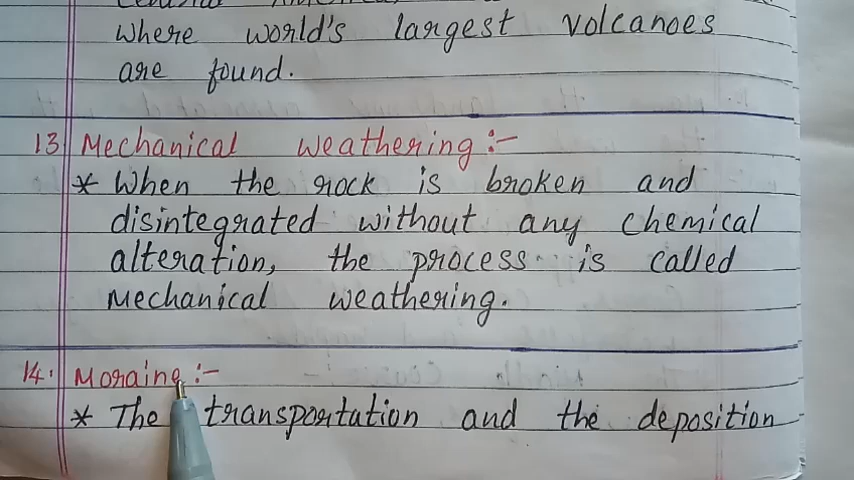 where world's largest volcanoes
are found.
13 Mechanical weathering :-
* When the rock is broken and
disintegrated without any chemical
alteration, the process is called
mechanical weathering.
14. Moraine :-
* The transportation and the deposition